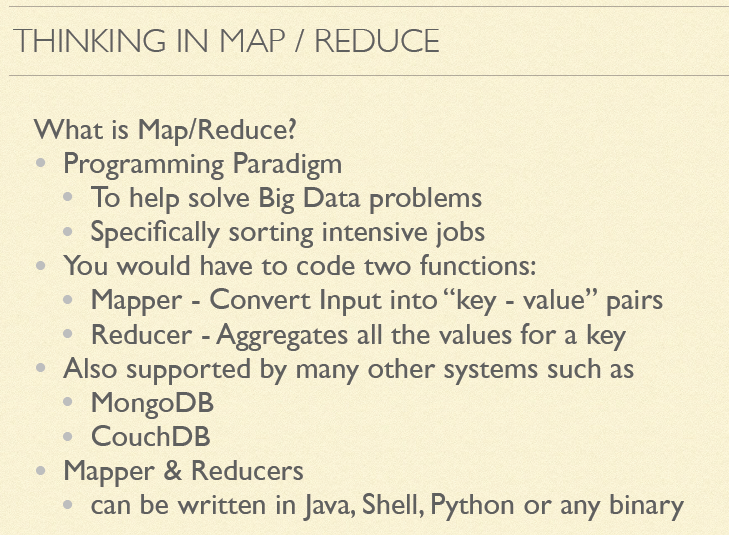 THINKING IN MAP / REDUCE
What is Map/Reduce?
• Programming Paradigm
• To help solve Big Data problems
• Specifically sorting intensive jobs
• You would have to code two functions:
• Mapper - Convert Input into “key - value” pairs
• Reducer - Aggregates all the values for a key
• Also supported by many other systems such as
• MongoDB
• CouchDB
• Mapper & Reducers
• can be written in Java, Shell, Python or any binary